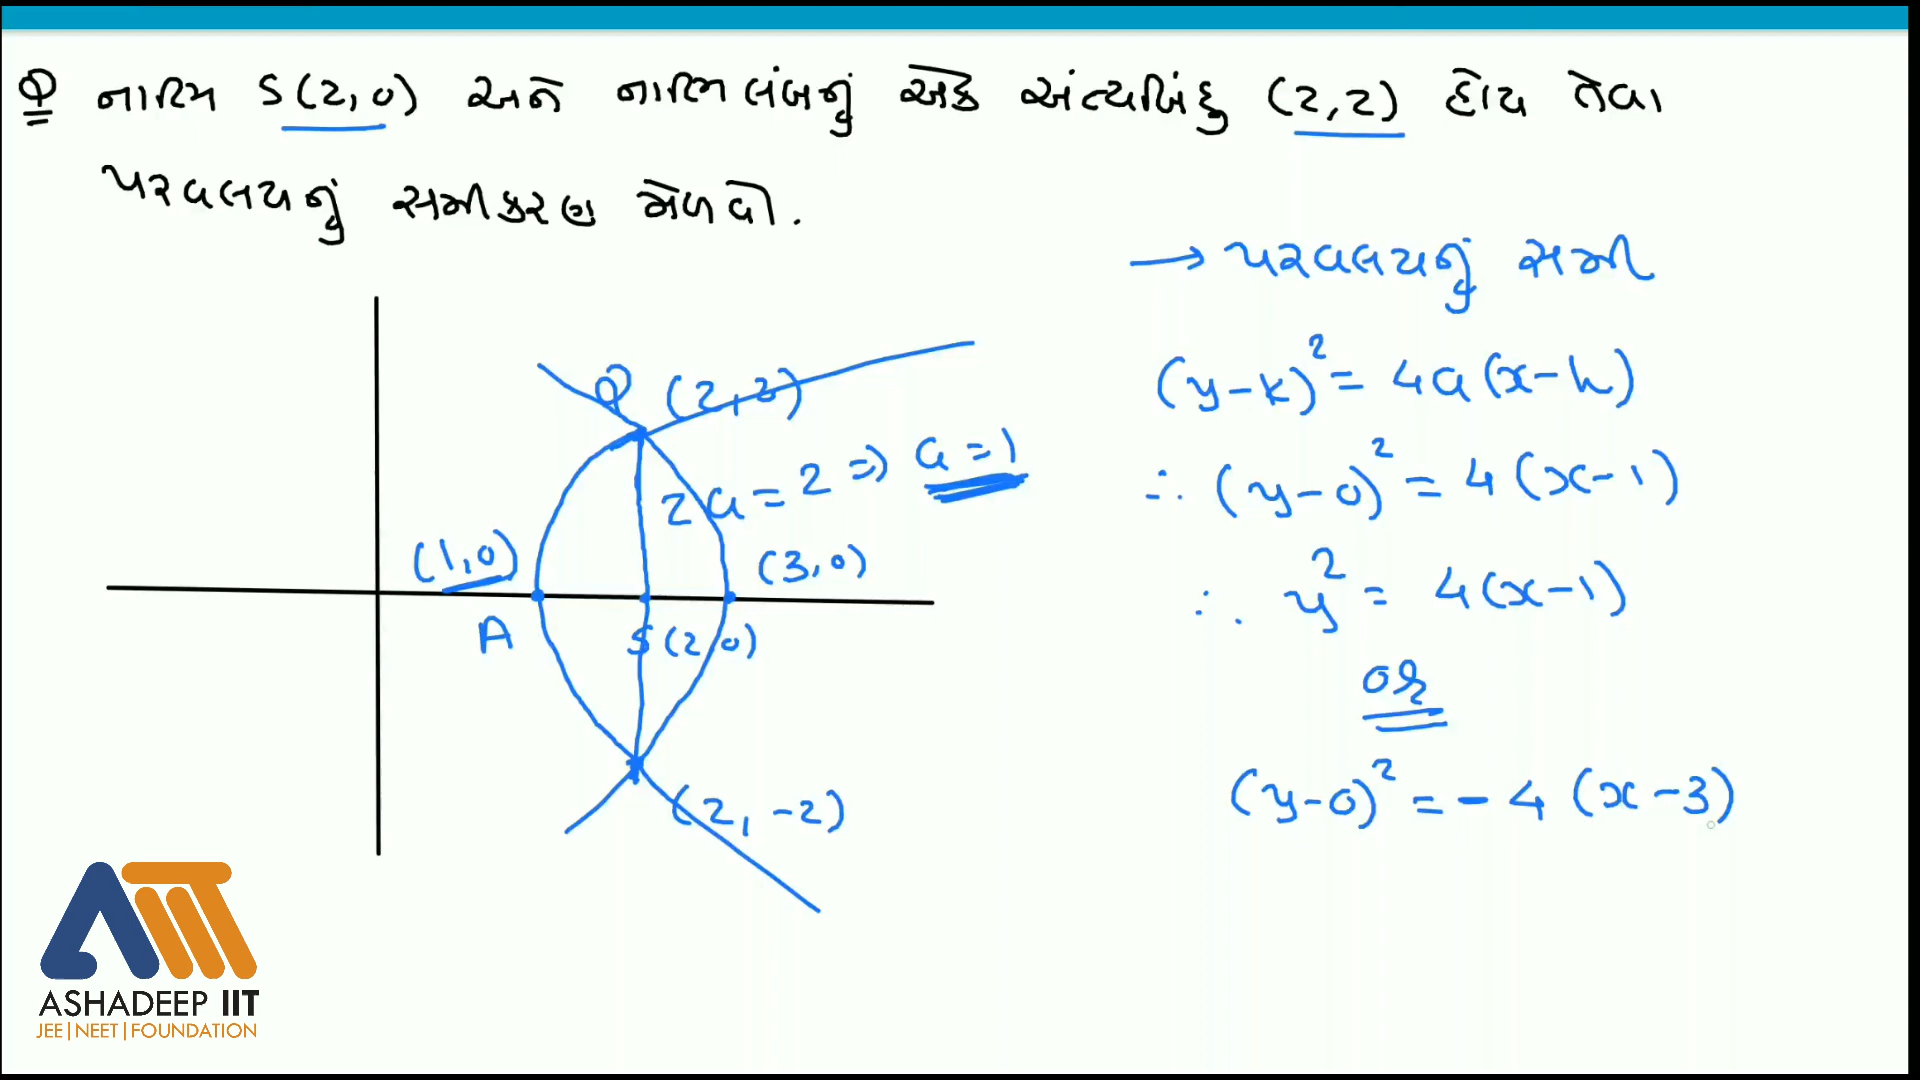 Q નાભિ S(2,0) અને નાભિલંબનું એક અંત્યબિંદુ (2,2) હોય તેવા
પરવલયનું સમીકરણ મેળવો.
→ પરવલયનું સમી
(y-k)² = 4a(x-h)
∴ (y-0)² = 4(x-1)
∴ y² = 4(x-1)
or
(y-0)² = -4(x-3)
(2,2)
2a = 2 ⇒ a = 1
(1,0)
(3,0)
A
S(2,0)
(2,-2)
ASHADEEP IIT
JEE|NEET|FOUNDATION